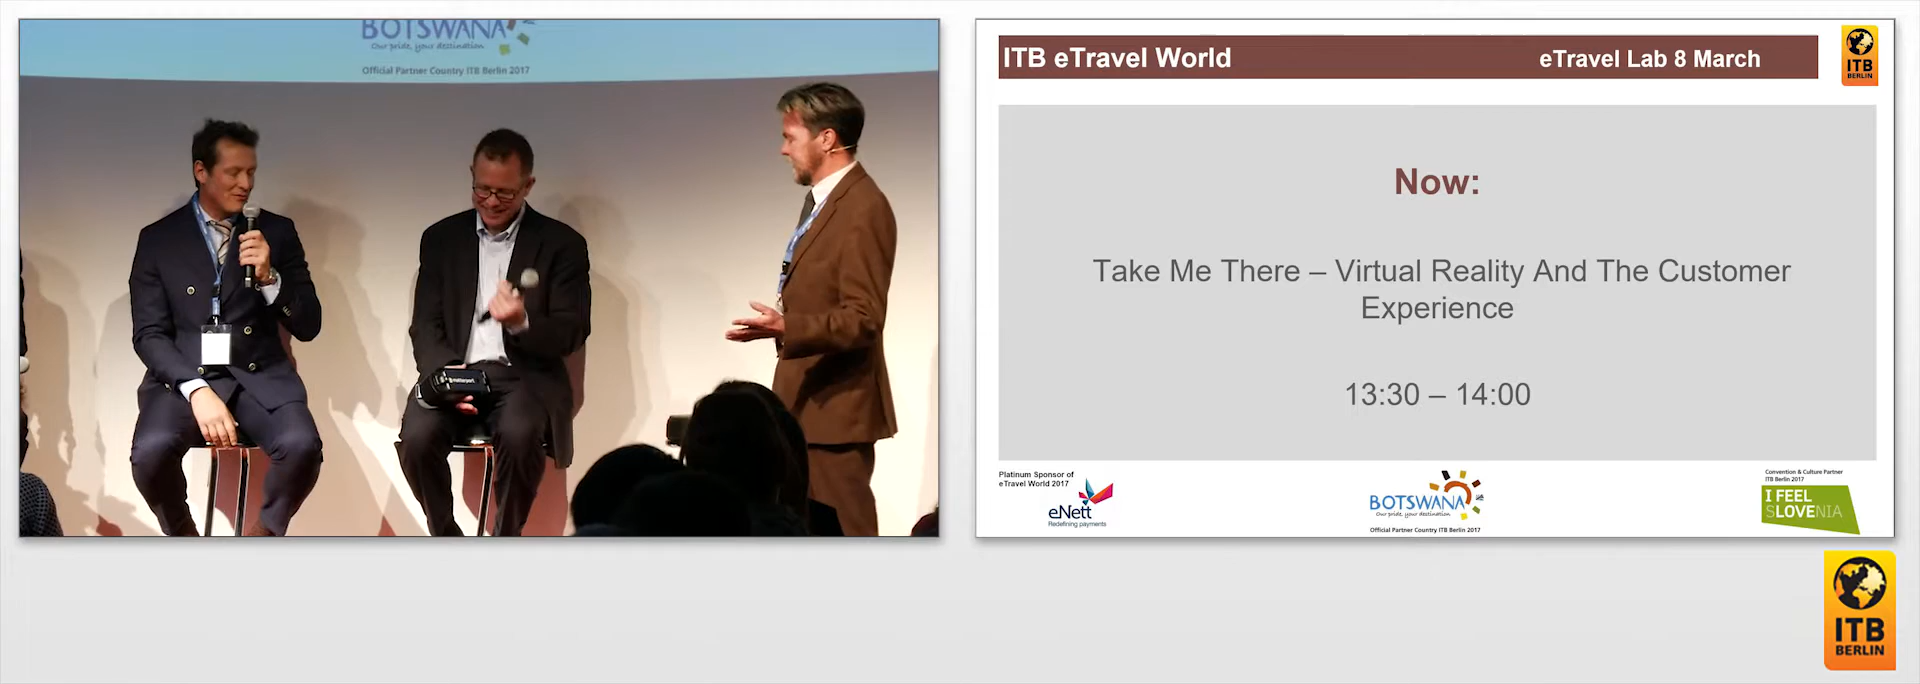 BOTSWANA
Our pride, your destination
Official Partner Country ITB Berlin 2017
matterport
ITB eTravel World
eTravel Lab 8 March
ITB
BERLIN
Now:
Take Me There – Virtual Reality And The Customer
Experience
13:30 – 14:00
Platinum Sponsor of
eTravel World 2017
eNett
Redefining payments
BOTSWANA
Our pride, your destination
Official Partner Country ITB Berlin 2017
Convention & Culture Partner
ITB Berlin 2017
I FEEL
SLOVENIA
ITB
BERLIN